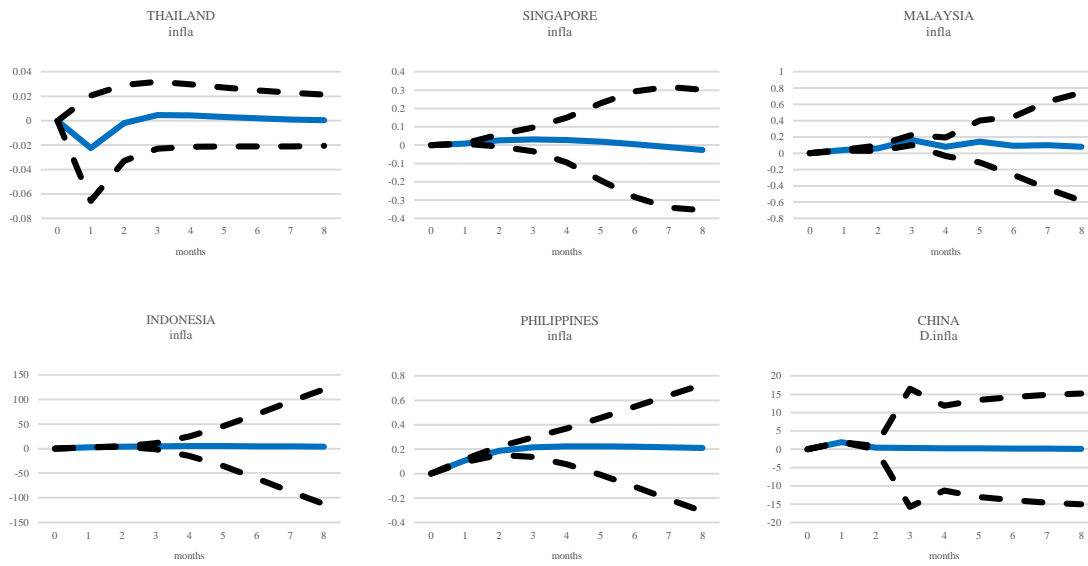 THAILAND
infla
0.04
0.02
0
-0.02
-0.04
-0.06
-0.08
0 1 2 3 4 5 6 7 8
months
SINGAPORE
infla
0.4
0.3
0.2
0.1
0.0
-0.1
-0.2
-0.3
-0.4
0 1 2 3 4 5 6 7 8
months
MALAYSIA
infla
1
0.8
0.6
0.4
0.2
0
-0.2
-0.4
-0.6
-0.8
0 1 2 3 4 5 6 7 8
months
INDONESIA
infla
150
100
50
0
-50
-100
-150
0 1 2 3 4 5 6 7 8
months
PHILIPPINES
infla
0.8
0.6
0.4
0.2
0
-0.2
-0.4
0 1 2 3 4 5 6 7 8
months
CHINA
D.infla
20
15
10
5
0
-5
-10
-15
-20
0 1 2 3 4 5 6 7 8
months